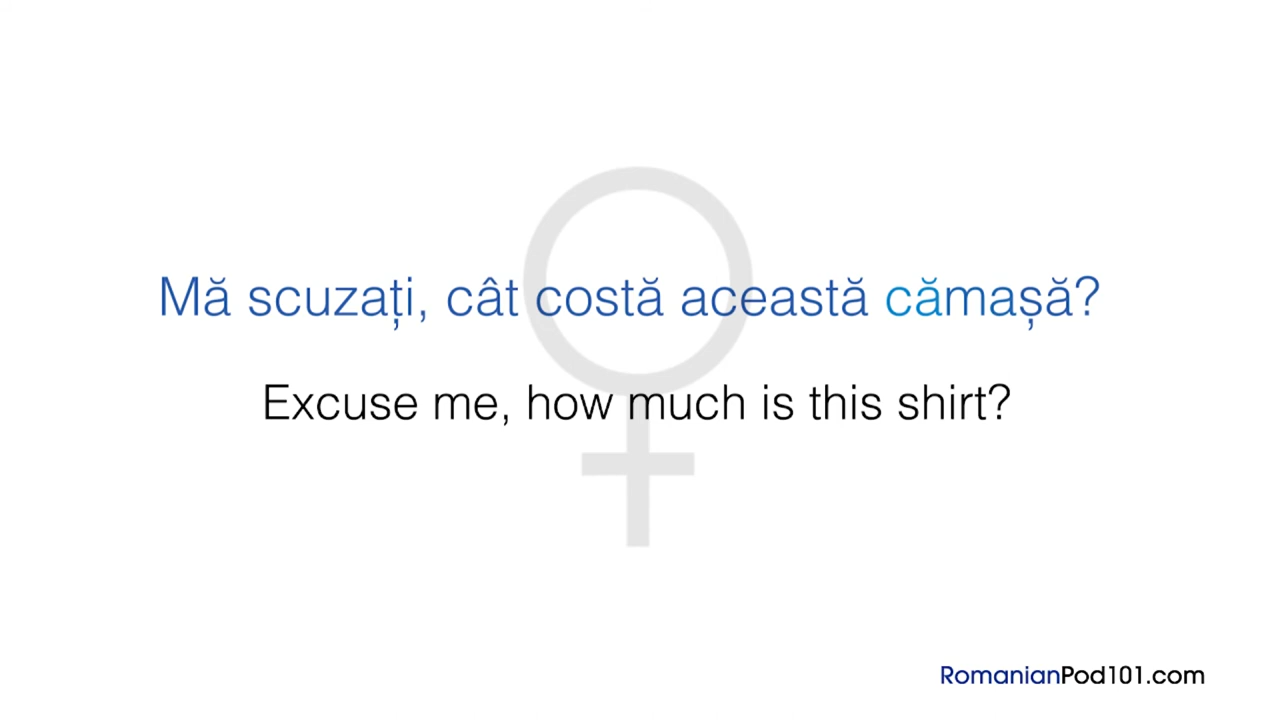 Mă scuzați, cât costă această cămașă?
Excuse me, how much is this shirt?
RomanianPod101.com